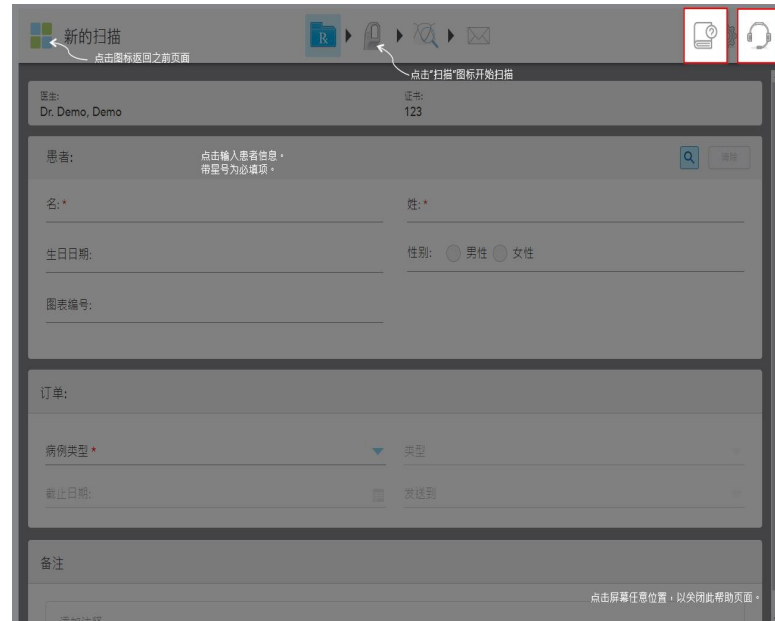 新的扫描
R
点击图标返回之前页面
点击“扫描”图标开始扫描
医生:
证书:
Dr. Demo, Demo
123
患者:
点击输入患者信息。
带星号为必填项。
清除
名:*
姓:*
生日日期:
性别: 男性 女性
图表编号:
订单:
病例类型 *
类型
截止日期:
发送到
备注
点击屏幕任意位置,以关闭此帮助页面。